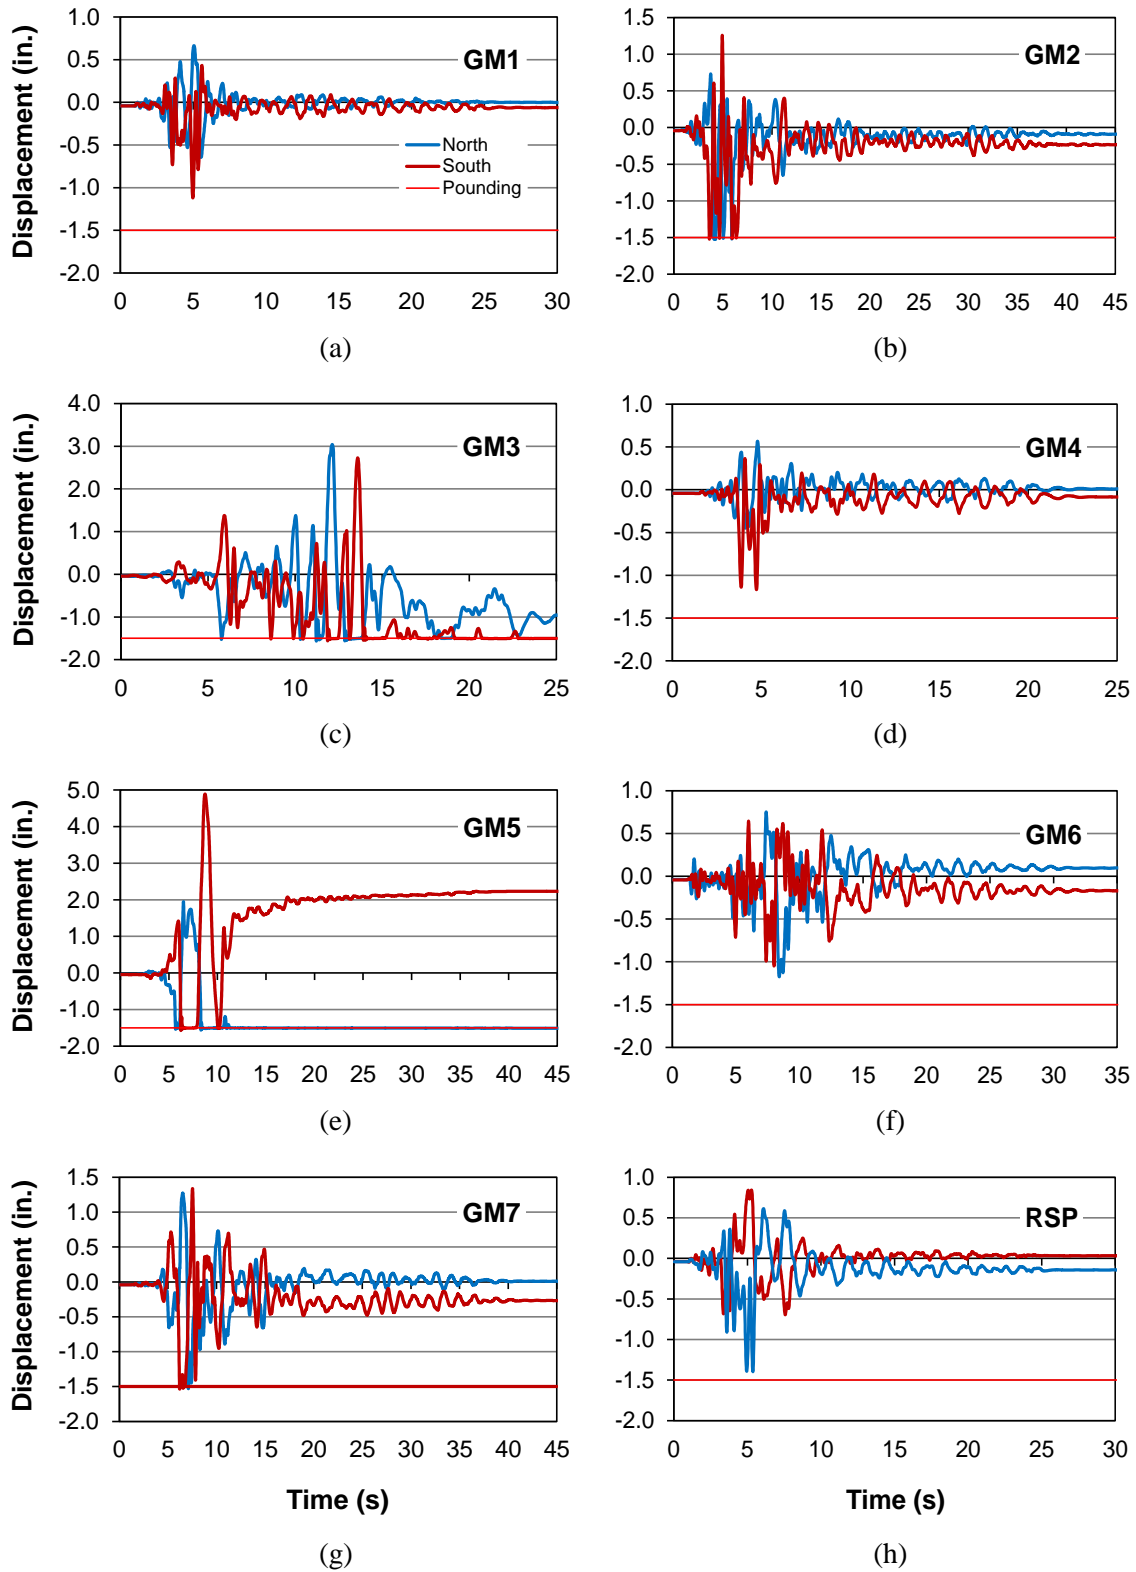 Displacement (in.)
1.0
0.5
0.0
-0.5
-1.0
-1.5
-2.0
GM1
North
South
Pounding
0 5 10 15 20 25 30
(a)
1.5
1.0
0.5
0.0
-0.5
-1.0
-1.5
-2.0
GM2
0 5 10 15 20 25 30 35 40 45
(b)
Displacement (in.)
4.0
3.0
2.0
1.0
0.0
-1.0
-2.0
GM3
0 5 10 15 20 25
(c)
1.0
0.5
0.0
-0.5
-1.0
-1.5
-2.0
GM4
0 5 10 15 20 25
(d)
Displacement (in.)
5.0
4.0
3.0
2.0
1.0
0.0
-1.0
-2.0
GM5
0 5 10 15 20 25 30 35 40 45
(e)
1.0
0.5
0.0
-0.5
-1.0
-1.5
-2.0
GM6
0 5 10 15 20 25 30 35
(f)
Displacement (in.)
1.5
1.0
0.5
0.0
-0.5
-1.0
-1.5
-2.0
GM7
0 5 10 15 20 25 30 35 40 45
Time (s)
(g)
1.0
0.5
0.0
-0.5
-1.0
-1.5
-2.0
RSP
0 5 10 15 20 25 30
Time (s)
(h)